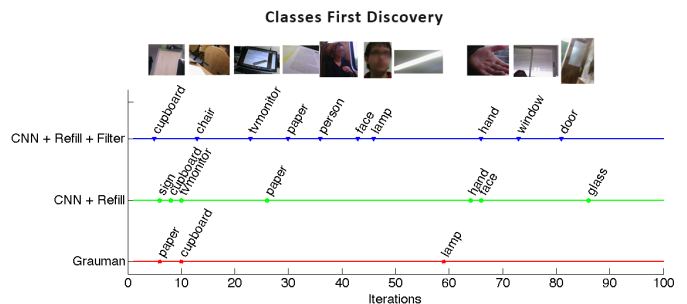 Classes First Discovery
CNN + Refill + Filter
cupboard
chair
tvmonitor
paper
person
face
lamp
hand
window
door
CNN + Refill
sign
cupboard
tvmonitor
paper
hand
face
glass
Grauman
paper
cupboard
lamp
0 10 20 30 40 50 60 70 80 90 100
Iterations